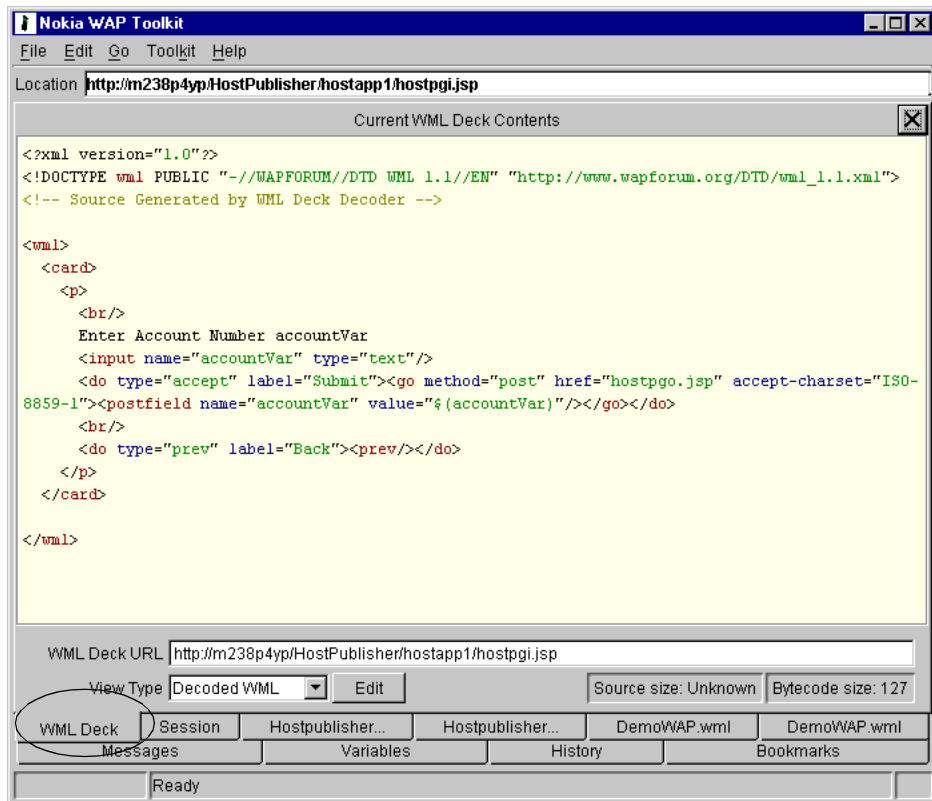 Nokia WAP Toolkit
File Edit Go Toolkit Help
Location http://m238p4yp/HostPublisher/hostapp1/hostpgi.jsp
Current WML Deck Contents
<?xml version="1.0"?>
<!DOCTYPE wml PUBLIC "-//WAPFORUM//DTD WML 1.1//EN" "http://www.wapforum.org/DTD/wml_1.1.xml">
<!-- Source Generated by WML Deck Decoder -->
<wml>
<card>
<p>
<br/>
Enter Account Number accountVar
<input name="accountVar" type="text"/>
<do type="accept" label="Submit"><go method="post" href="hostpgo.jsp" accept-charset="ISO-
8859-1"><postfield name="accountVar" value="$(accountVar)"/></go></do>
<br/>
<do type="prev" label="Back"><prev/></do>
</p>
</card>
</wml>
WML Deck URL http://m238p4yp/HostPublisher/hostapp1/hostpgi.jsp
View Type Decoded WML Edit Source size: Unknown Bytecode size: 127
WML Deck Session Hostpublisher... Hostpublisher... DemoWAP.wml DemoWAP.wml
Messages Variables History Bookmarks
Ready